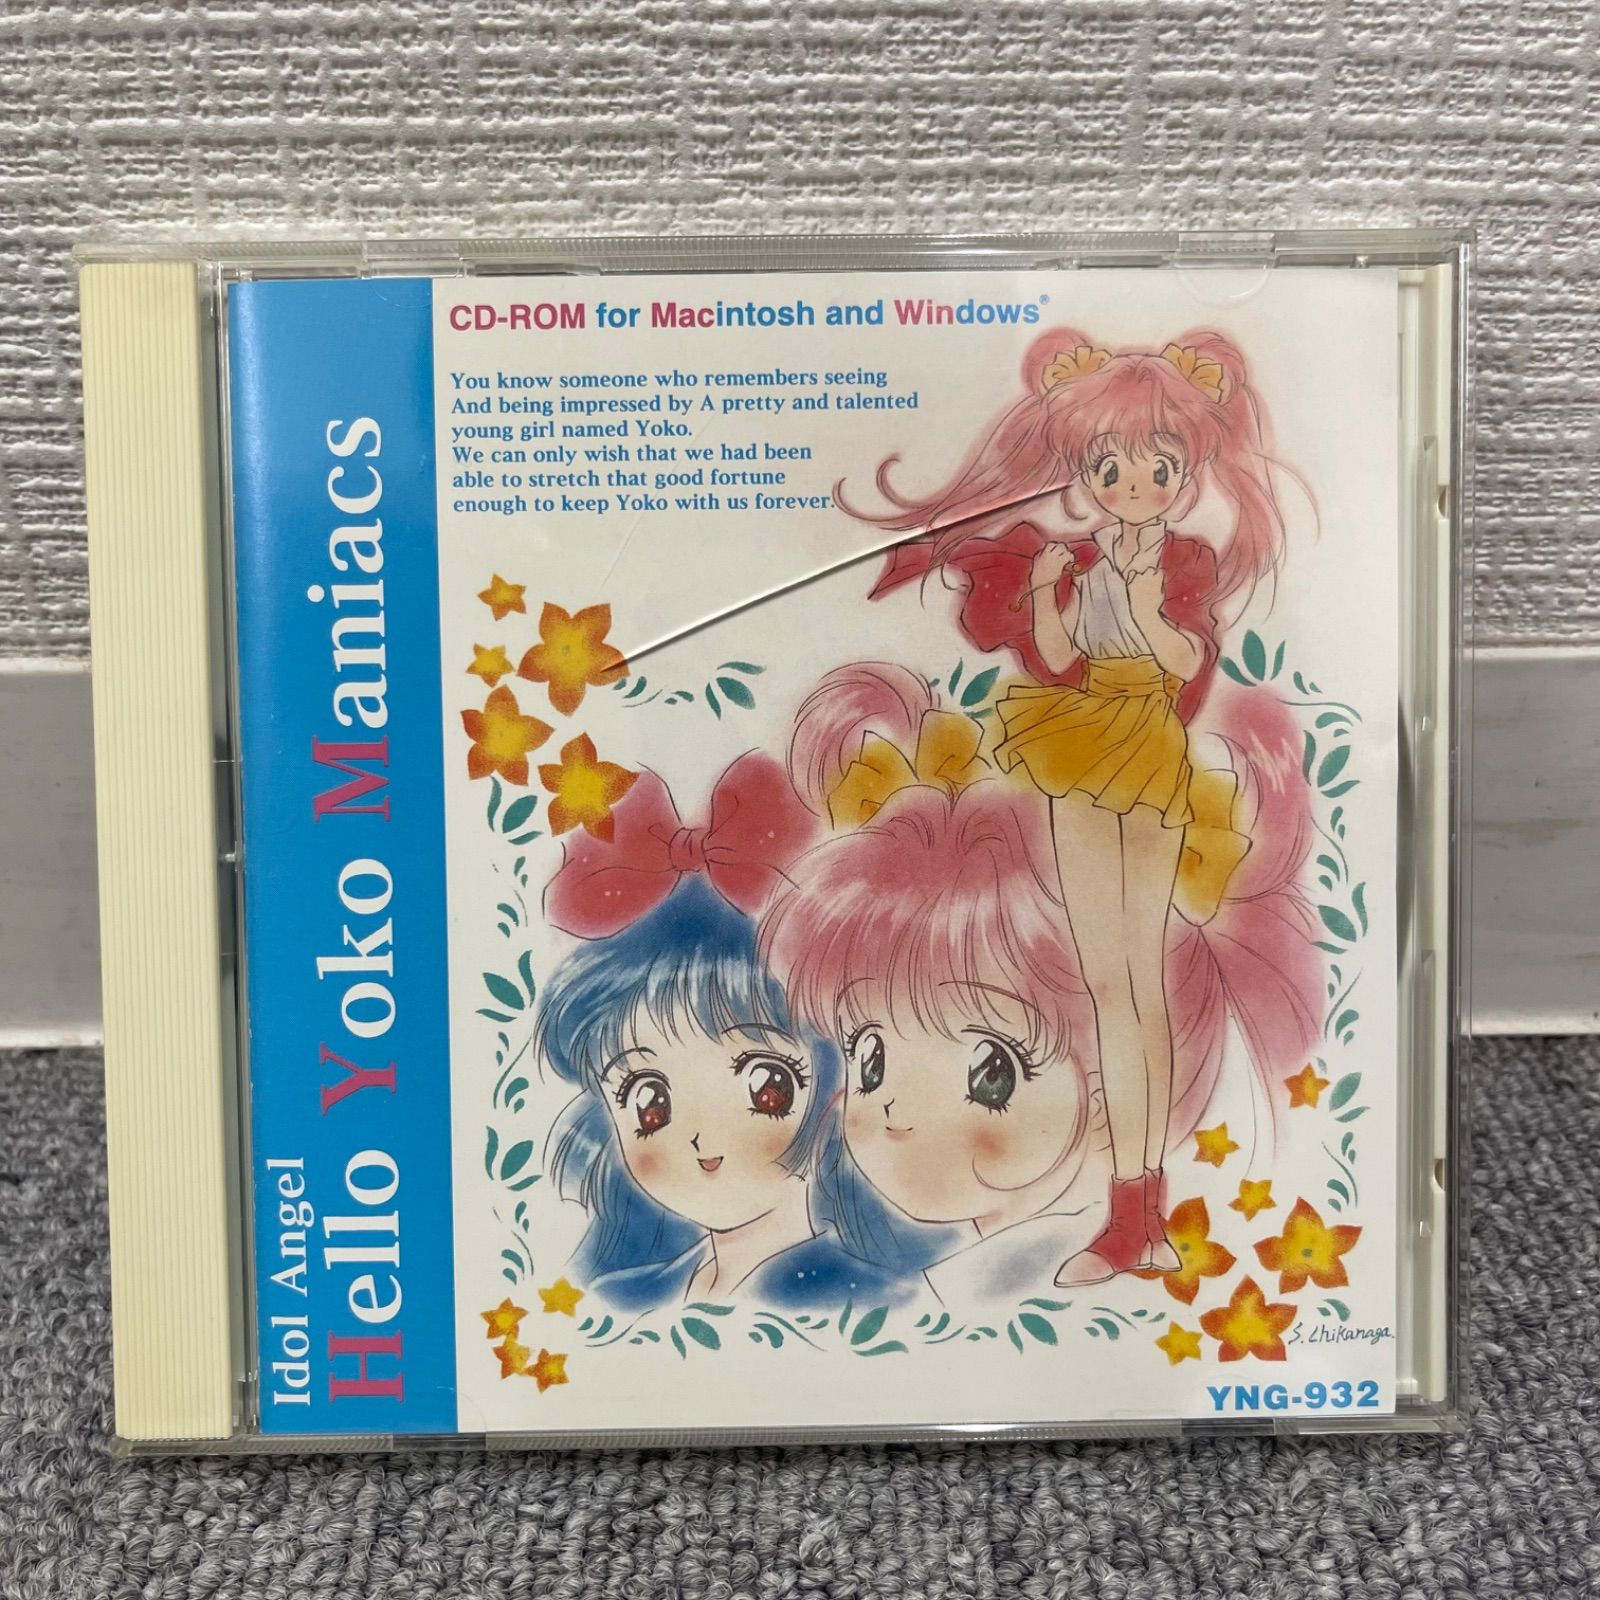 CD-ROM for Macintosh and Windows®
You know someone who remembers seeing
And being impressed by A pretty and talented
young girl named Yoko.
We can only wish that we had been
able to stretch that good fortune
enough to keep Yoko with us forever.
Idol Angel
Hello Yoko Maniacs
S. Chikanaga.
YNG-932